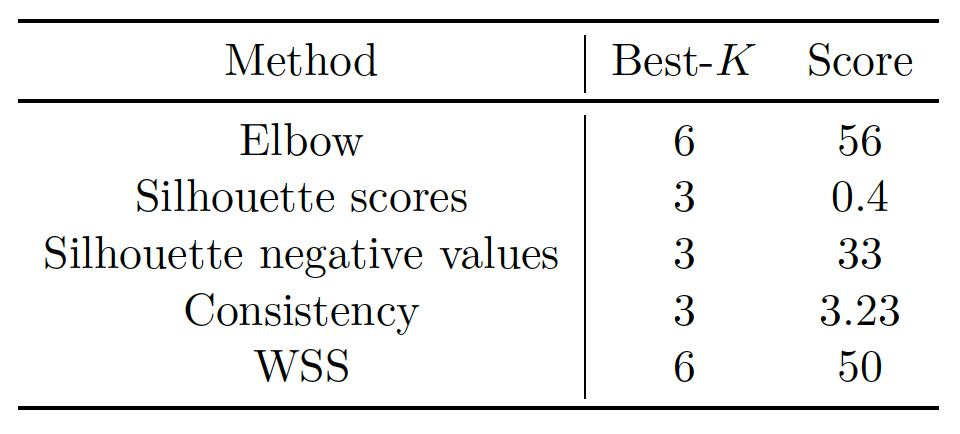 Method Best-K Score
Elbow 6 56
Silhouette scores 3 0.4
Silhouette negative values 3 33
Consistency 3 3.23
WSS 6 50